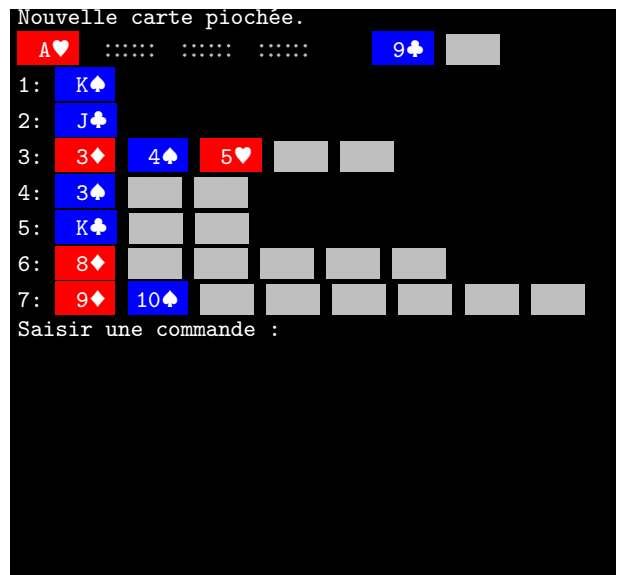 Nouvelle carte piochée.
A♥ :::::: :::::: :::::: 9♣
1: K♠
2: J♣
3: 3♦ 4♠ 5♥
4: 3♠
5: K♣
6: 8♦
7: 9♦ 10♠
Saisir une commande :